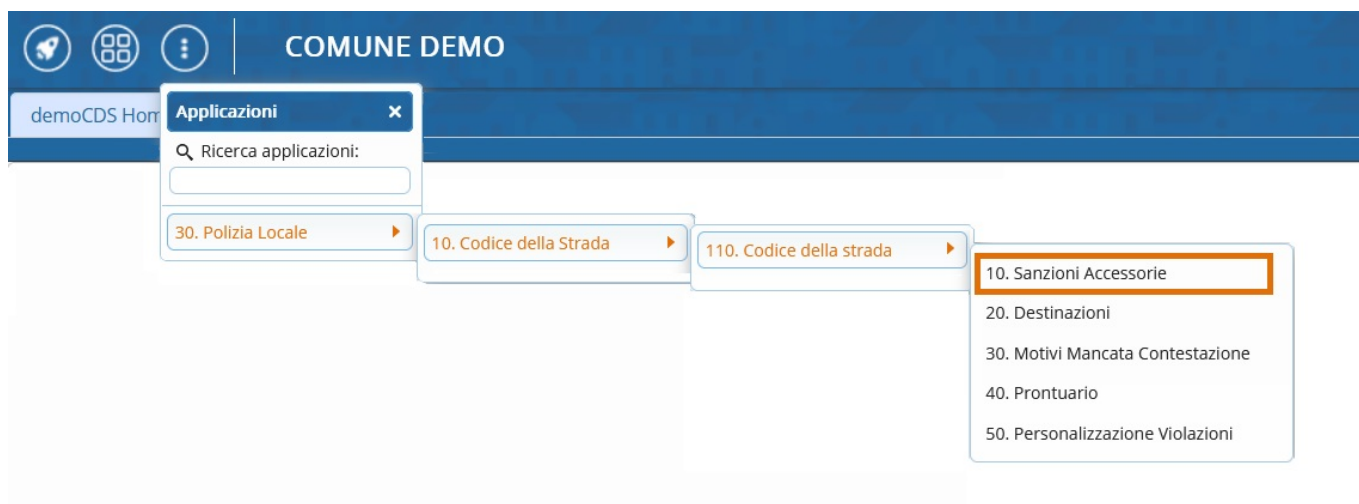 COMUNE DEMO
demoCDS Hom
Applicazioni
Ricerca applicazioni:
30. Polizia Locale
10. Codice della Strada
110. Codice della strada
10. Sanzioni Accessorie
20. Destinazioni
30. Motivi Mancata Contestazione
40. Prontuario
50. Personalizzazione Violazioni